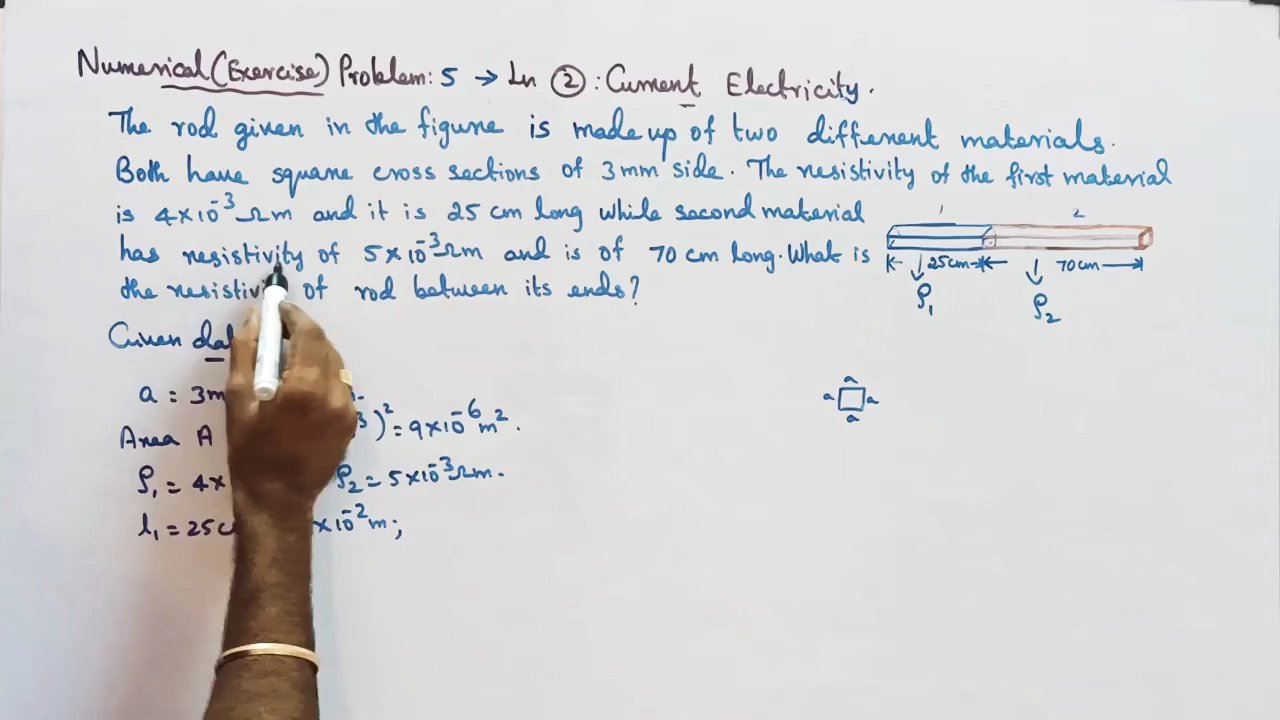 Numerical (Exercise) Problem: 5 → Ln ② : Current Electricity.
The rod given in the figure is made up of two different materials.
Both have square cross sections of 3mm side. The resistivity of the first material
is 4×10⁻³ Ωm and it is 25 cm long while second material
has resistivity of 5×10⁻³ Ωm and is of 70 cm long. What is
the resistivi of rod between its ends?
1 2
25cm 70cm
ρ₁ ρ₂
Given da
a = 3m
Area A )² = 9×10⁻⁶ m².
ρ₁ = 4× ρ₂ = 5×10⁻³ Ωm.
l₁ = 25c ×10⁻² m;
a
a a
a